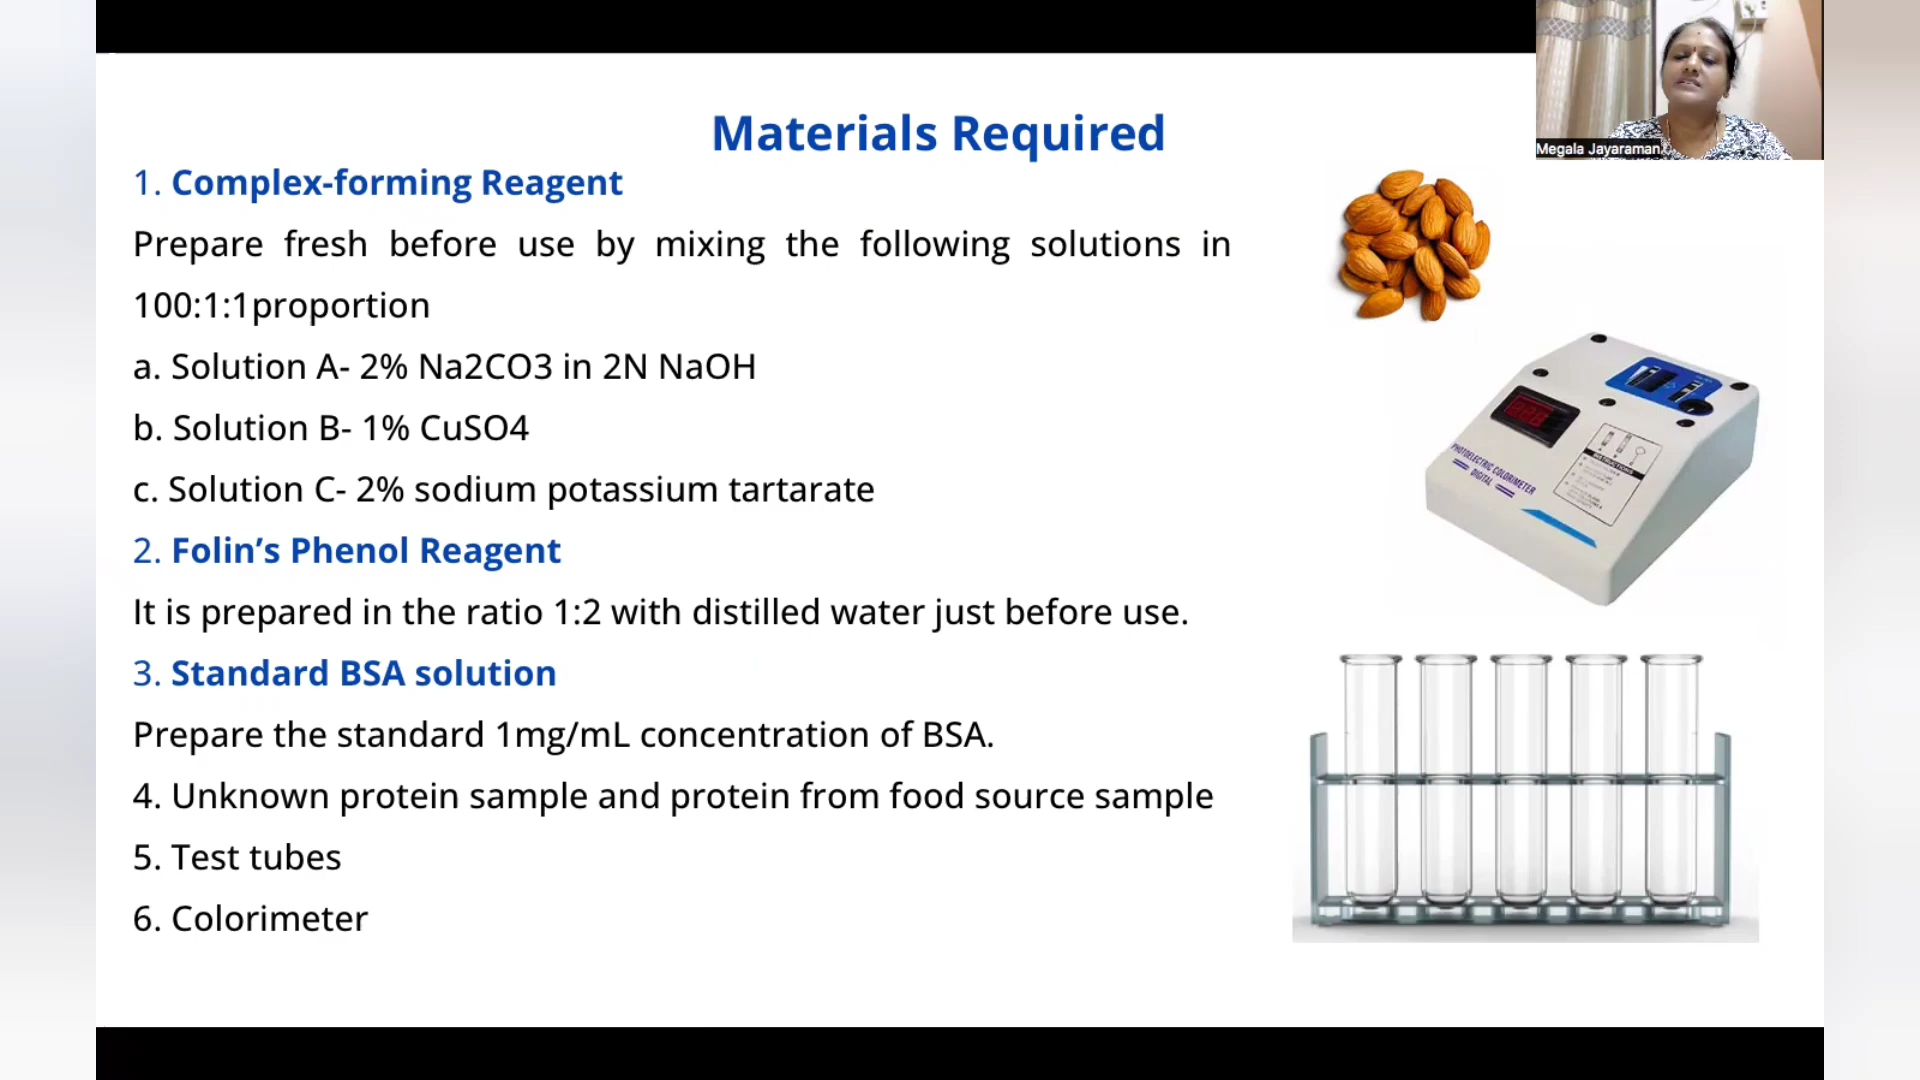 Materials Required
Megala Jayaraman
1. Complex-forming Reagent
Prepare fresh before use by mixing the following solutions in
100:1:1proportion
a. Solution A- 2% Na2CO3 in 2N NaOH
b. Solution B- 1% CuSO4
c. Solution C- 2% sodium potassium tartarate
2. Folin’s Phenol Reagent
It is prepared in the ratio 1:2 with distilled water just before use.
3. Standard BSA solution
Prepare the standard 1mg/mL concentration of BSA.
4. Unknown protein sample and protein from food source sample
5. Test tubes
6. Colorimeter
INSTRUCTIONS
PHOTOELECTRIC COLORIMETER
DIGITAL